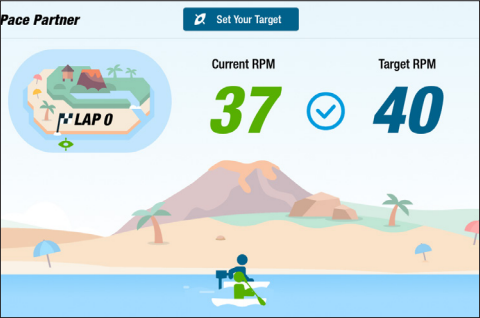 Pace Partner
Set Your Target
Current RPM
Target RPM
37
40
LAP 0